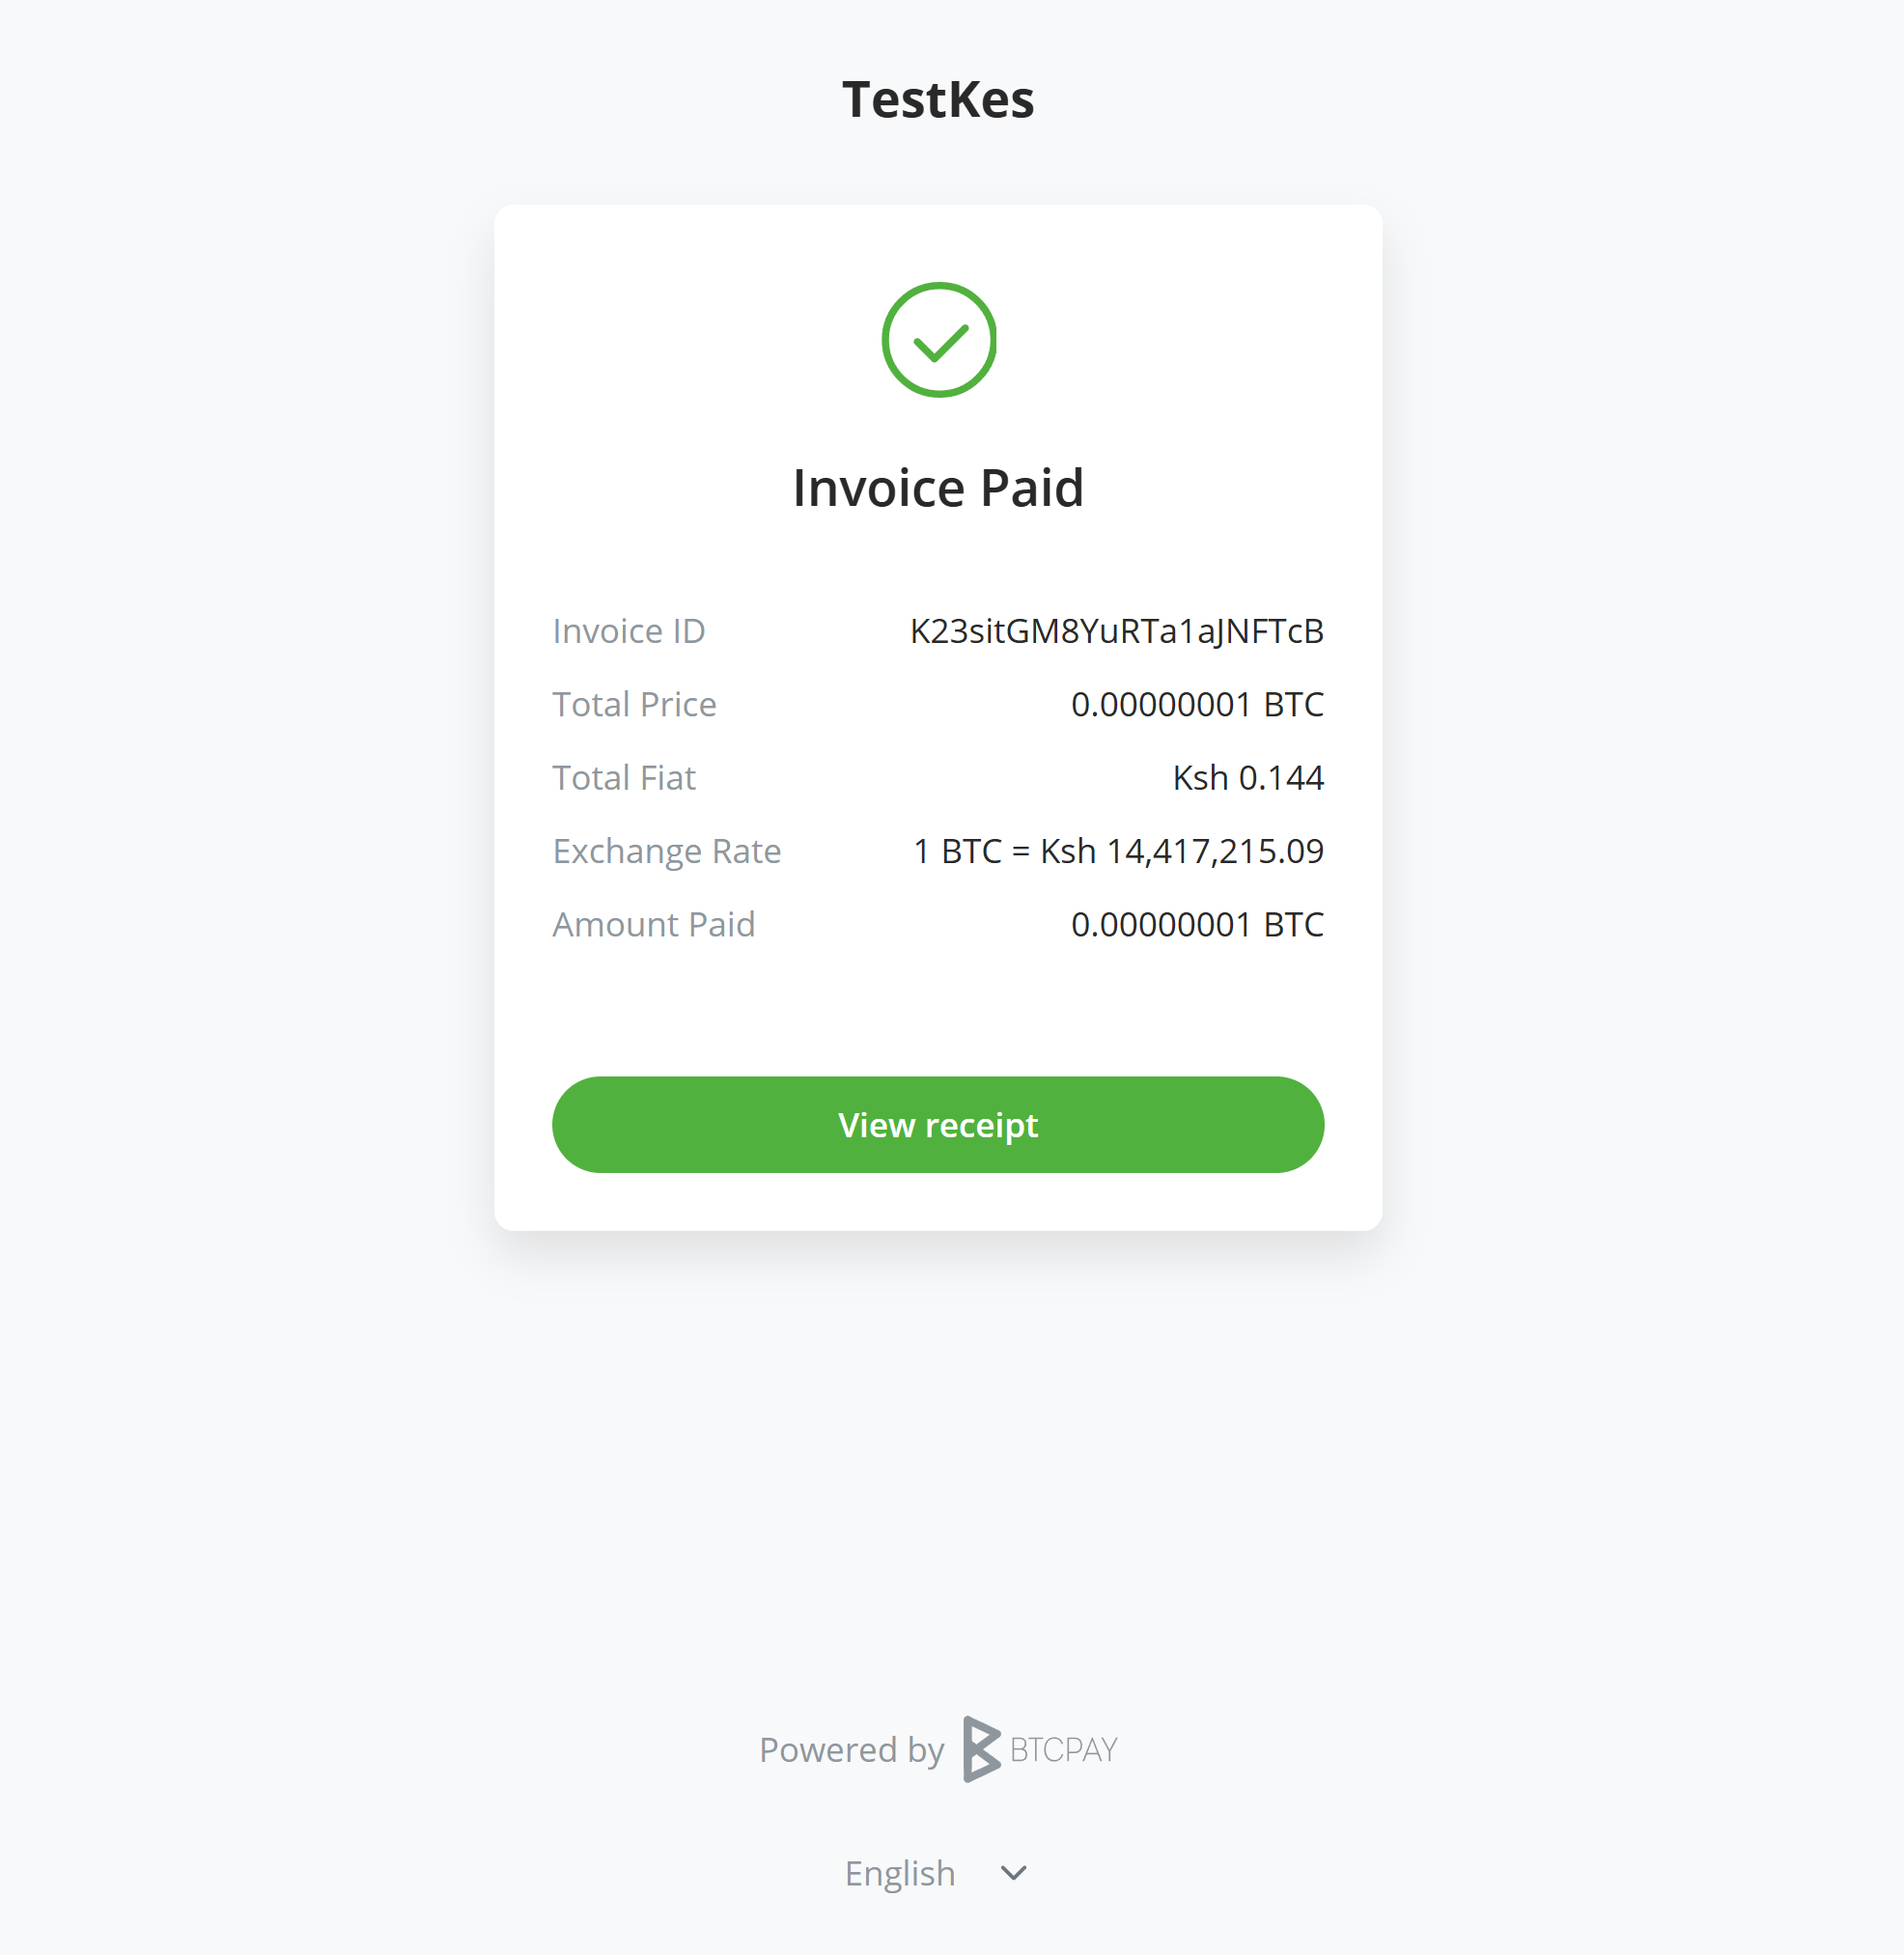 TestKes
Invoice Paid
Invoice ID K23sitGM8YuRTa1aJNFTcB
Total Price 0.00000001 BTC
Total Fiat Ksh 0.144
Exchange Rate 1 BTC = Ksh 14,417,215.09
Amount Paid 0.00000001 BTC
View receipt
Powered by BTCPAY
English